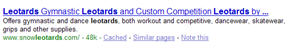 Leotards Gymnastic Leotards and Custom Competition Leotards by ...
Offers gymnastic and dance leotards, both workout and competitive, dancewear, skatewear,
grips and other supplies.
www.snowleotards.com/ - 48k - Cached - Similar pages - Note this